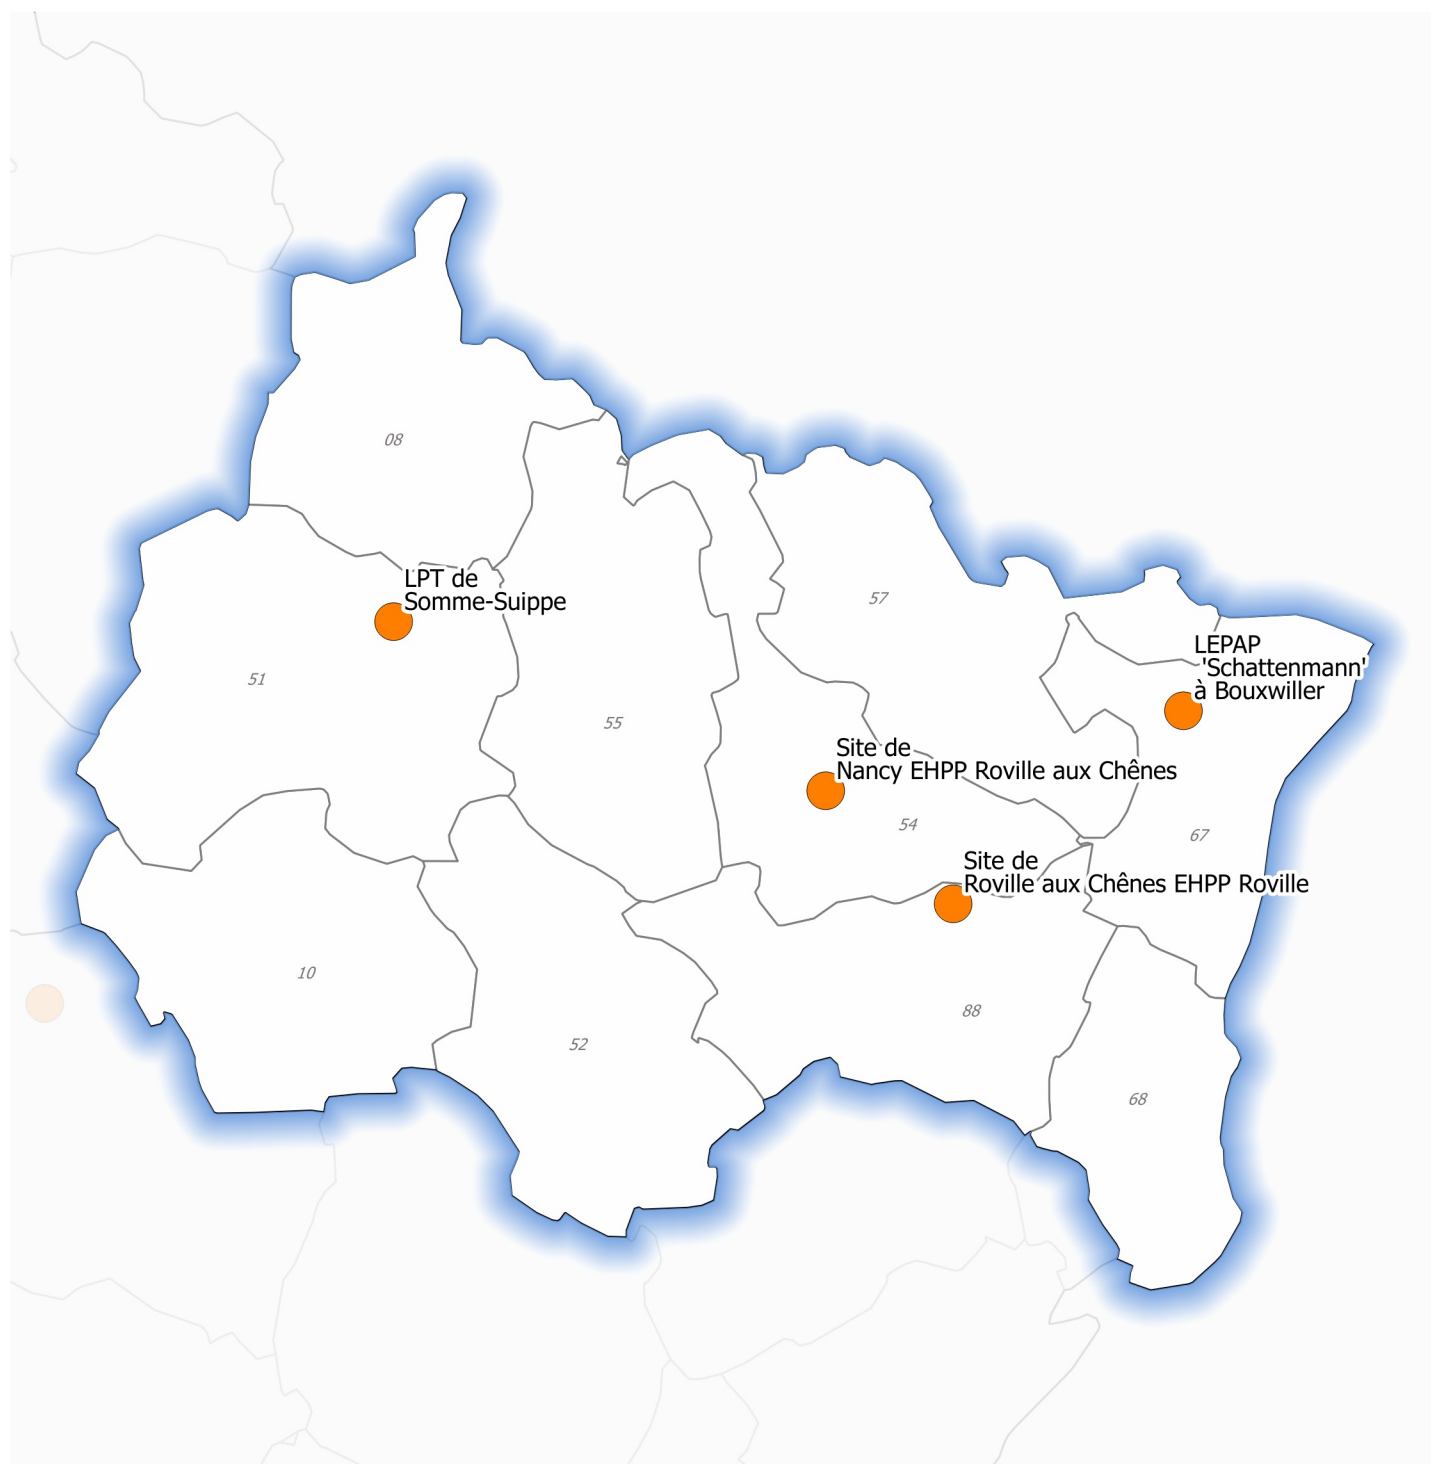 08
LPT de
Somme-Suippe
57
LEPAP
'Schattenmann'
à Bouxwiller
51
55
Site de
Nancy EHPP Roville aux Chênes
54
67
Site de
Roville aux Chênes EHPP Roville
10
88
52
68